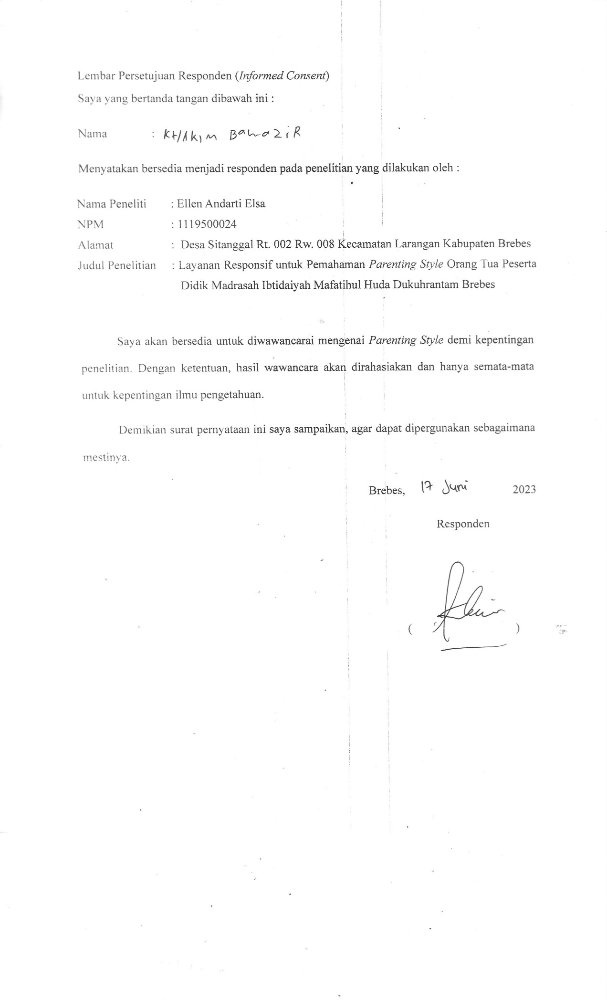 Lembar Persetujuan Responden (Informed Consent)
Saya yang bertanda tangan dibawah ini :
Nama : Bawazir
Menyatakan bersedia menjadi responden pada penelitian yang dilakukan oleh :
Nama Peneliti : Ellen Andarti Elsa
NPM : 1119500024
Alamat : Desa Sitanggal Rt. 002 Rw. 008 Kecamatan Larangan Kabupaten Brebes
Judul Penelitian : Layanan Responsif untuk Pemahaman Parenting Style Orang Tua Peserta
Didik Madrasah Ibtidaiyah Mafatihul Huda Dukuhrantam Brebes
Saya akan bersedia untuk diwawancarai mengenai Parenting Style demi kepentingan
penelitian. Dengan ketentuan, hasil wawancara akan dirahasiakan dan hanya semata-mata
untuk kepentingan ilmu pengetahuan.
Demikian surat pernyataan ini saya sampaikan, agar dapat dipergunakan sebagaimana
mestinya.
Brebes, 17 Juni 2023
Responden
( )